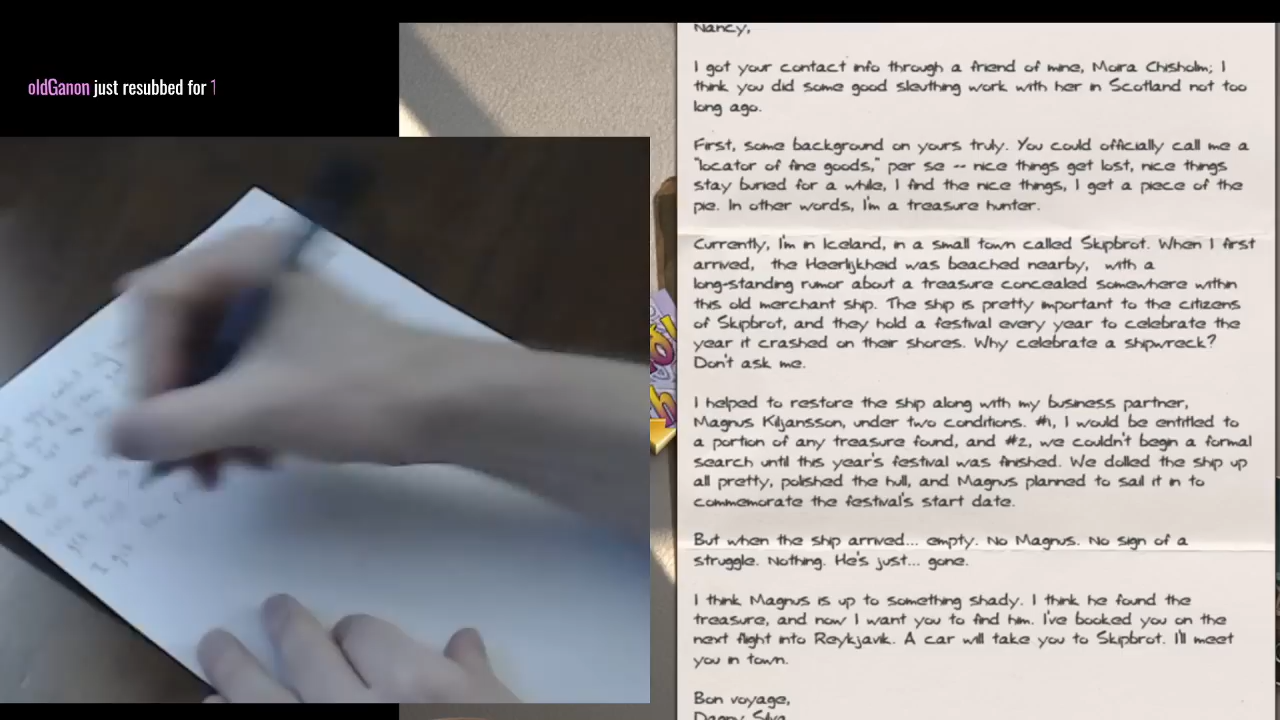 oldGanon just resubbed for 1
Nancy,
I got your contact info through a friend of mine, Moira Chisholm; I
think you did some good sleuthing work with her in Scotland not too
long ago.
First, some background on yours truly. You could officially call me a
"locator of fine goods," per se -- nice things get lost, nice things
stay buried for a while, I find the nice things, I get a piece of the
pie. In other words, I'm a treasure hunter.
Currently, I'm in Iceland, in a small town called Skipbrot. When I first
arrived, the Heerlijkheid was beached nearby, with a
long-standing rumor about a treasure concealed somewhere within
this old merchant ship. The ship is pretty important to the citizens
of Skipbrot, and they hold a festival every year to celebrate the
year it crashed on their shores. Why celebrate a shipwreck?
Don't ask me.
I helped to restore the ship along with my business partner,
Magnus Kiljansson, under two conditions. #1, I would be entitled to
a portion of any treasure found, and #2, we couldn't begin a formal
search until this year's festival was finished. We dolled the ship up
all pretty, polished the hull, and Magnus planned to sail it in to
commemorate the festival's start date.
But when the ship arrived... empty. No Magnus. No sign of a
struggle. Nothing. He's just... gone.
I think Magnus is up to something shady. I think he found the
treasure, and now I want you to find him. I've booked you on the
next flight into Reykjavik. A car will take you to Skipbrot. I'll meet
you in town.
Bon voyage,
Dagny Silva